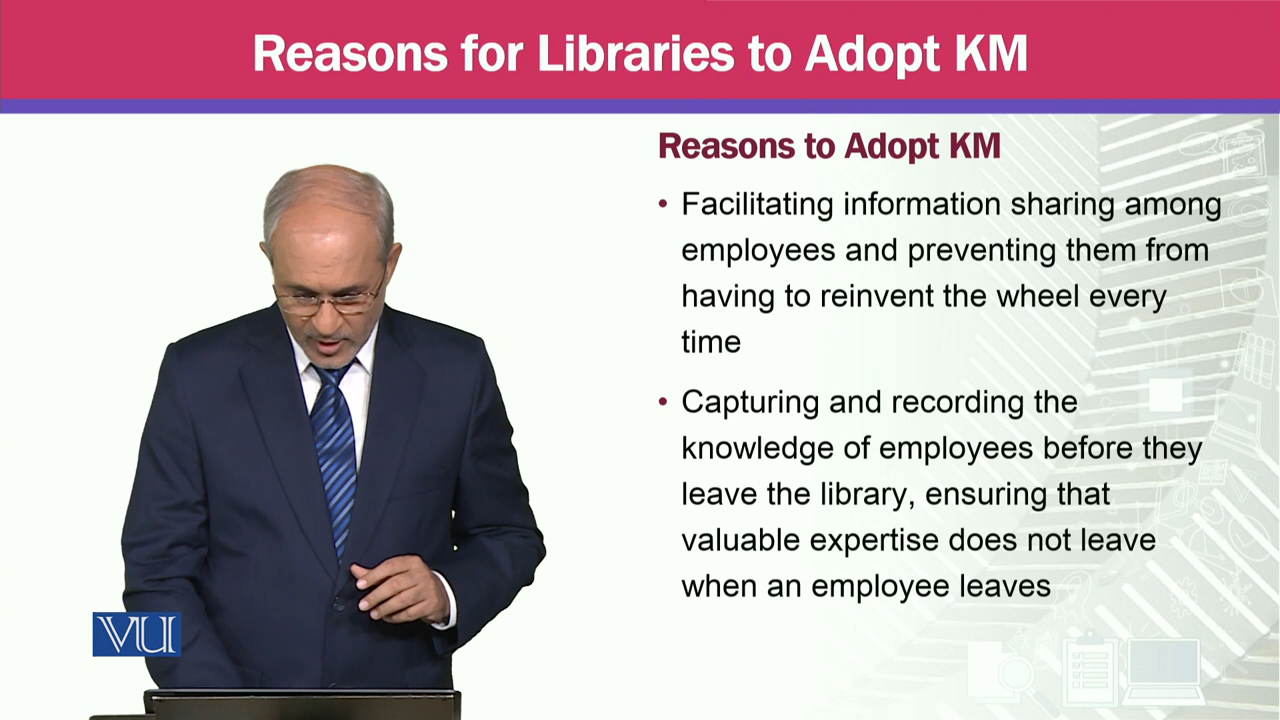 Reasons for Libraries to Adopt KM
Reasons to Adopt KM
• Facilitating information sharing among
employees and preventing them from
having to reinvent the wheel every
time
• Capturing and recording the
knowledge of employees before they
leave the library, ensuring that
valuable expertise does not leave
when an employee leaves
VU